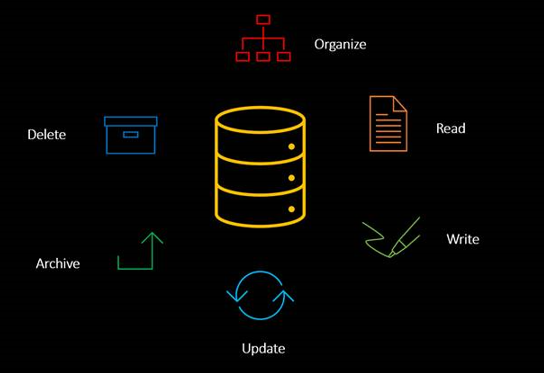 Organize
Read
Write
Update
Archive
Delete